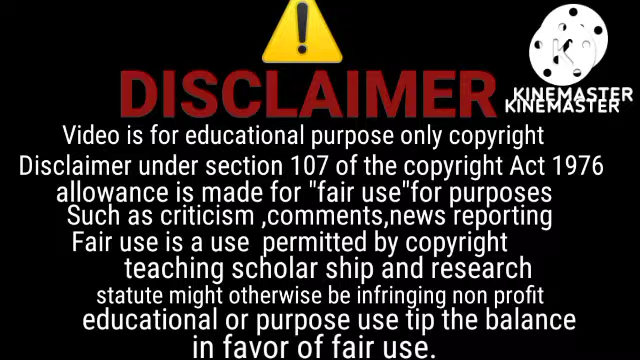 DISCLAIMER
K
KINEMASTER
KINEMASTER
Video is for educational purpose only copyright
Disclaimer under section 107 of the copyright Act 1976
allowance is made for "fair use"for purposes
Such as criticism ,comments,news reporting
Fair use is a use permitted by copyright
teaching scholar ship and research
statute might otherwise be infringing non profit
educational or purpose use tip the balance
in favor of fair use.